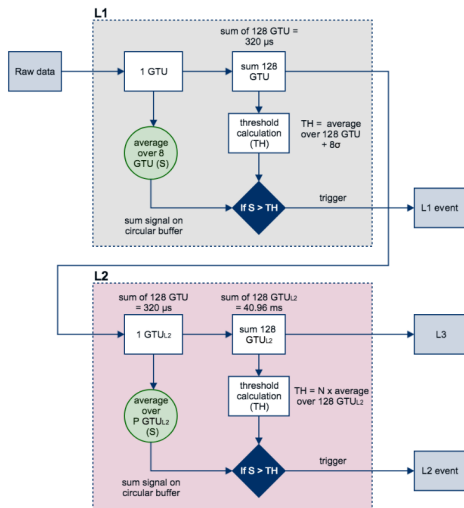 L1
sum of 128 GTU =
320 µs
Raw data
1 GTU
sum 128
GTU
average
over 8
GTU (S)
threshold
calculation
(TH)
TH = average
over 128 GTU
+ 8σ
If S > TH
trigger
L1 event
sum signal on
circular buffer
L2
sum of 128 GTU
= 320 µs
sum of 128 GTUL2
= 40.96 ms
1 GTUL2
sum 128
GTUL2
L3
average
over
P GTUL2
(S)
threshold
calculation
(TH)
TH = N x average
over 128 GTUL2
If S > TH
trigger
L2 event
sum signal on
circular buffer